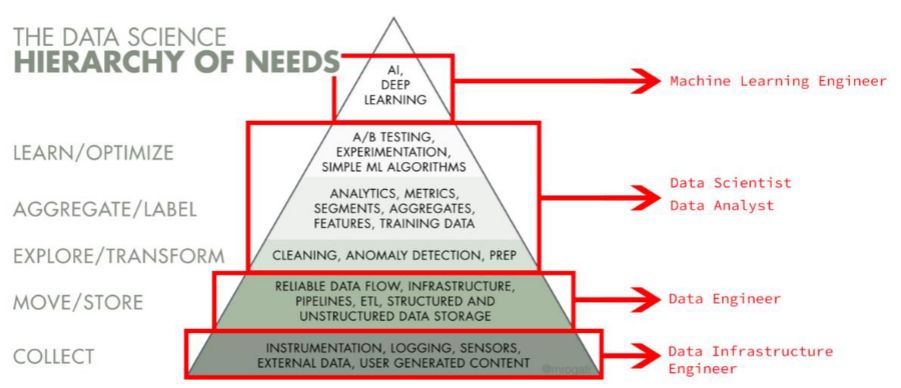 THE DATA SCIENCE
HIERARCHY OF NEEDS
AI,
DEEP
LEARNING
Machine Learning Engineer
LEARN/OPTIMIZE
A/B TESTING,
EXPERIMENTATION,
SIMPLE ML ALGORITHMS
Data Scientist
Data Analyst
AGGREGATE/LABEL
ANALYTICS, METRICS,
SEGMENTS, AGGREGATES,
FEATURES, TRAINING DATA
EXPLORE/TRANSFORM
CLEANING, ANOMALY DETECTION, PREP
MOVE/STORE
RELIABLE DATA FLOW, INFRASTRUCTURE,
PIPELINES, ETL, STRUCTURED AND
UNSTRUCTURED DATA STORAGE
Data Engineer
COLLECT
INSTRUMENTATION, LOGGING, SENSORS,
EXTERNAL DATA, USER GENERATED CONTENT
Data Infrastructure
Engineer